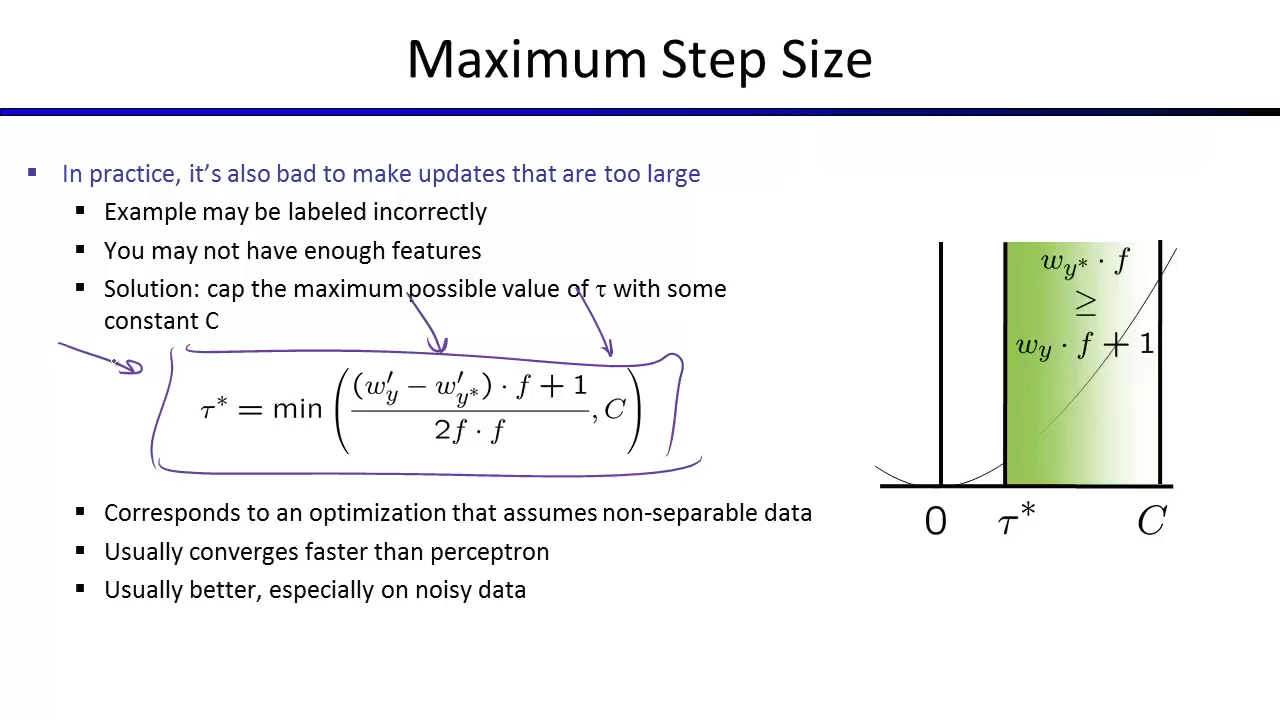 Maximum Step Size
▪ In practice, it's also bad to make updates that are too large
▪ Example may be labeled incorrectly
▪ You may not have enough features
▪ Solution: cap the maximum possible value of τ with some
constant C
τ* = min ( (w′_y − w′_y*) · f + 1 / 2f · f , C )
▪ Corresponds to an optimization that assumes non-separable data
▪ Usually converges faster than perceptron
▪ Usually better, especially on noisy data
w_y* · f
≥
w_y · f + 1
0 τ* C